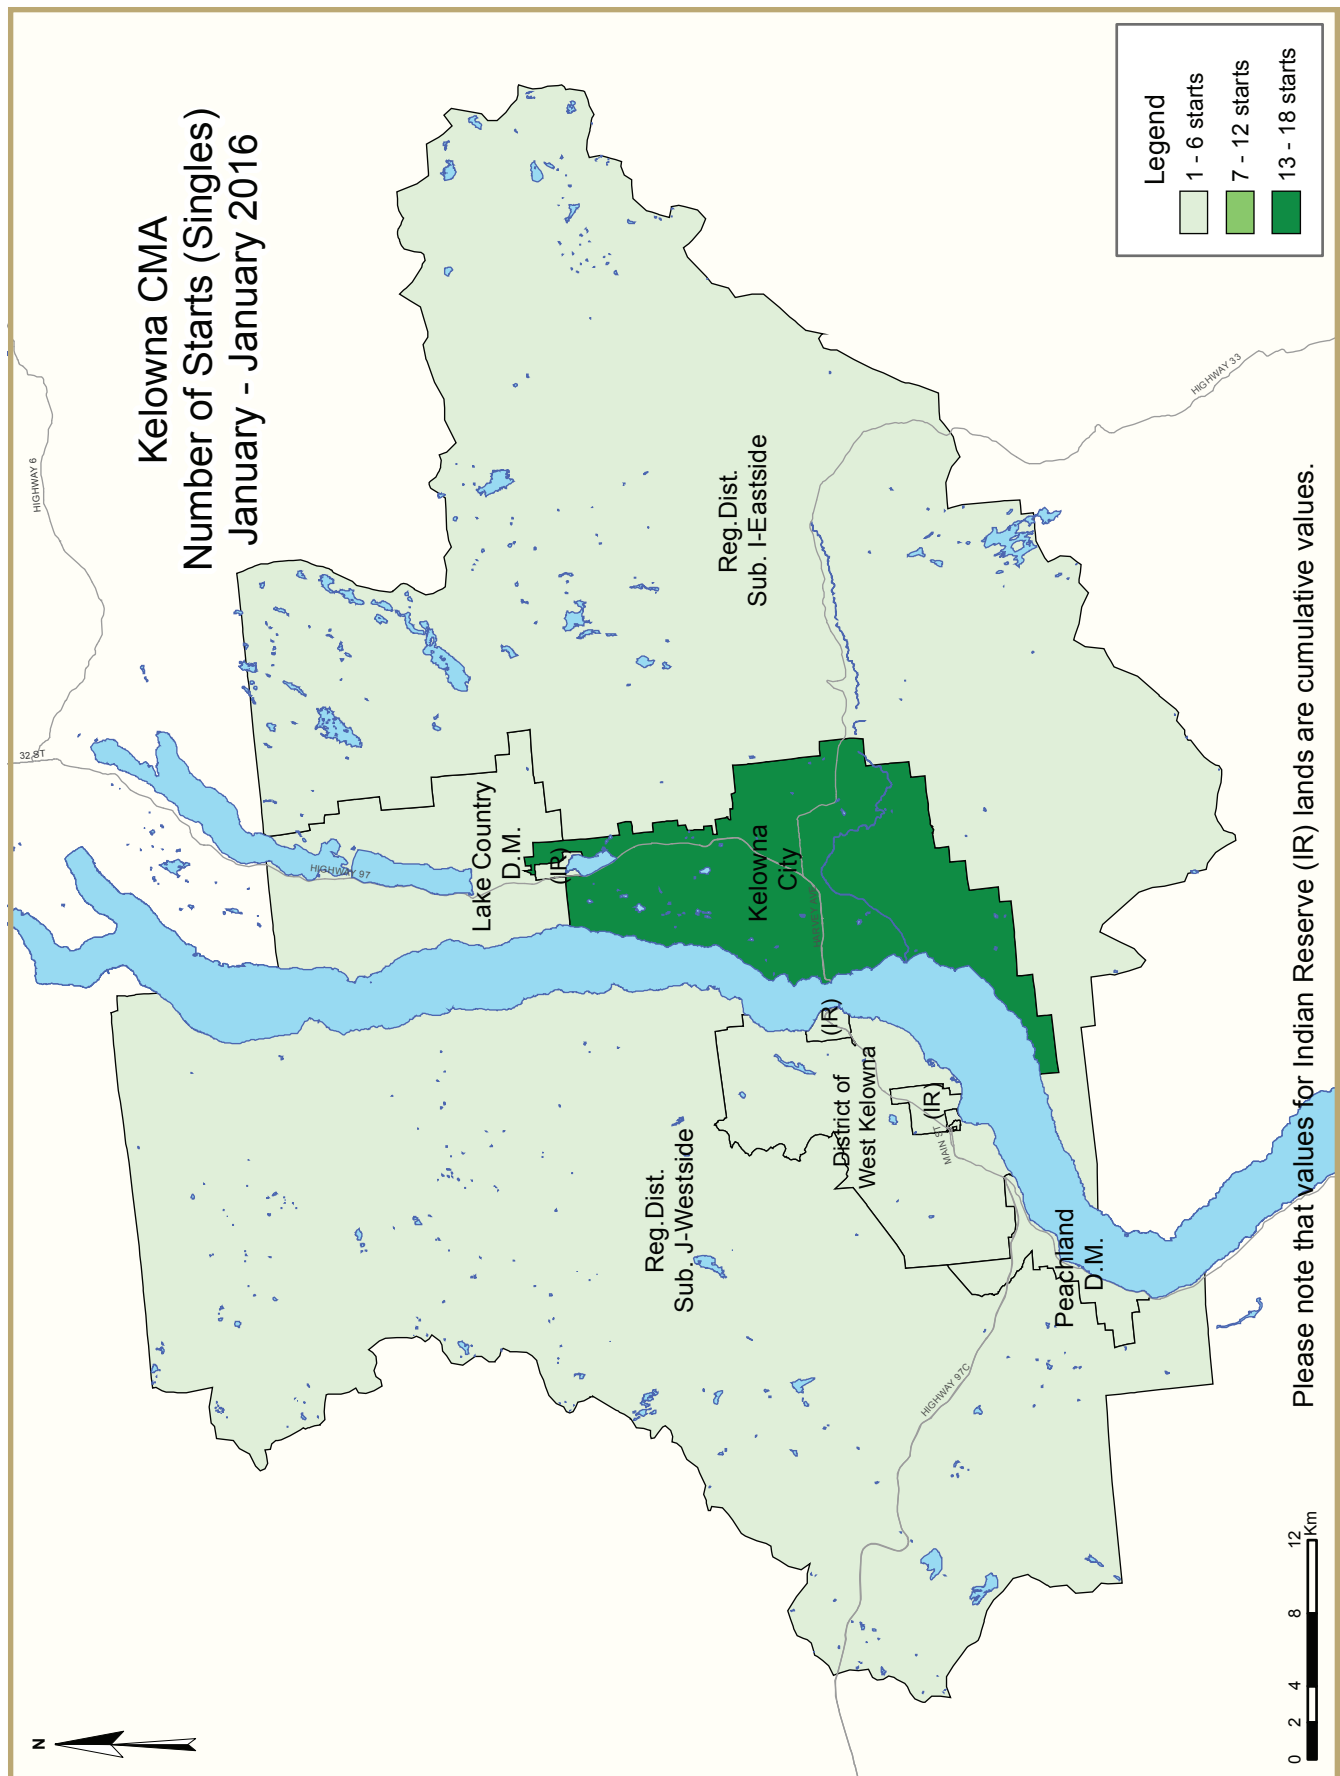 Kelowna CMA
Number of Starts (Singles)
January - January 2016
Legend
1 - 6 starts
7 - 12 starts
13 - 18 starts
N
HIGHWAY 6
32 ST
HIGHWAY 97
Lake Country
D.M.
(IR)
Reg.Dist.
Sub. I-Eastside
Kelowna
City
HIGHWAY 33
(IR)
District of
West Kelowna
(IR)
MAIN ST
Reg.Dist.
Sub. J-Westside
Peachland
D.M.
HIGHWAY 97C
0 2 4 8 12
Km
Please note that values for Indian Reserve (IR) lands are cumulative values.